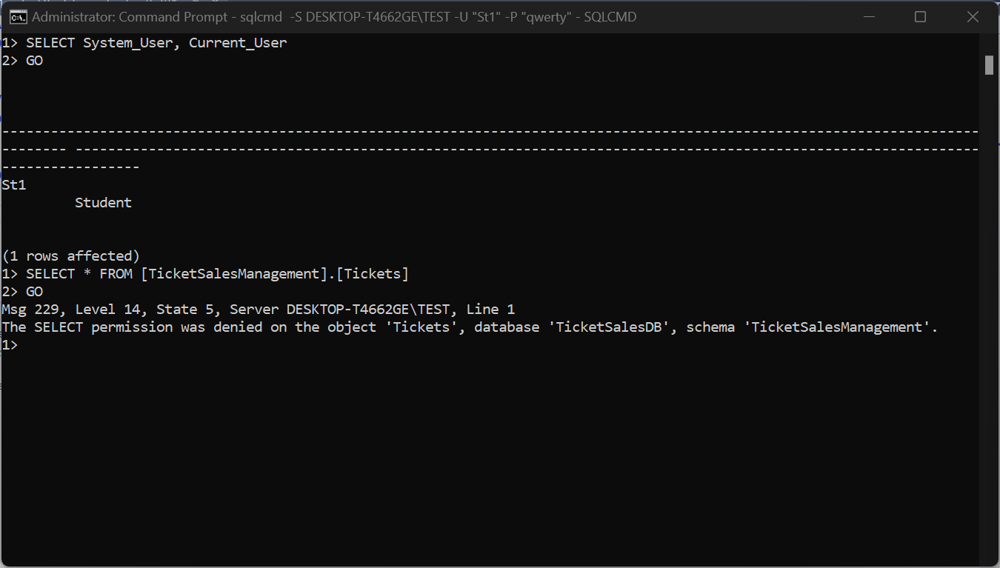 Administrator: Command Prompt - sqlcmd  -S DESKTOP-T4662GE\TEST -U "St1" -P "qwerty" - SQLCMD
1> SELECT System_User, Current_User
2> GO
------------------------------------------------------------------------------------------------------------------------
-------- ---------------------------------------------------------------------------------------------------------------
-----------------
St1
         Student
(1 rows affected)
1> SELECT * FROM [TicketSalesManagement].[Tickets]
2> GO
Msg 229, Level 14, State 5, Server DESKTOP-T4662GE\TEST, Line 1
The SELECT permission was denied on the object 'Tickets', database 'TicketSalesDB', schema 'TicketSalesManagement'.
1>